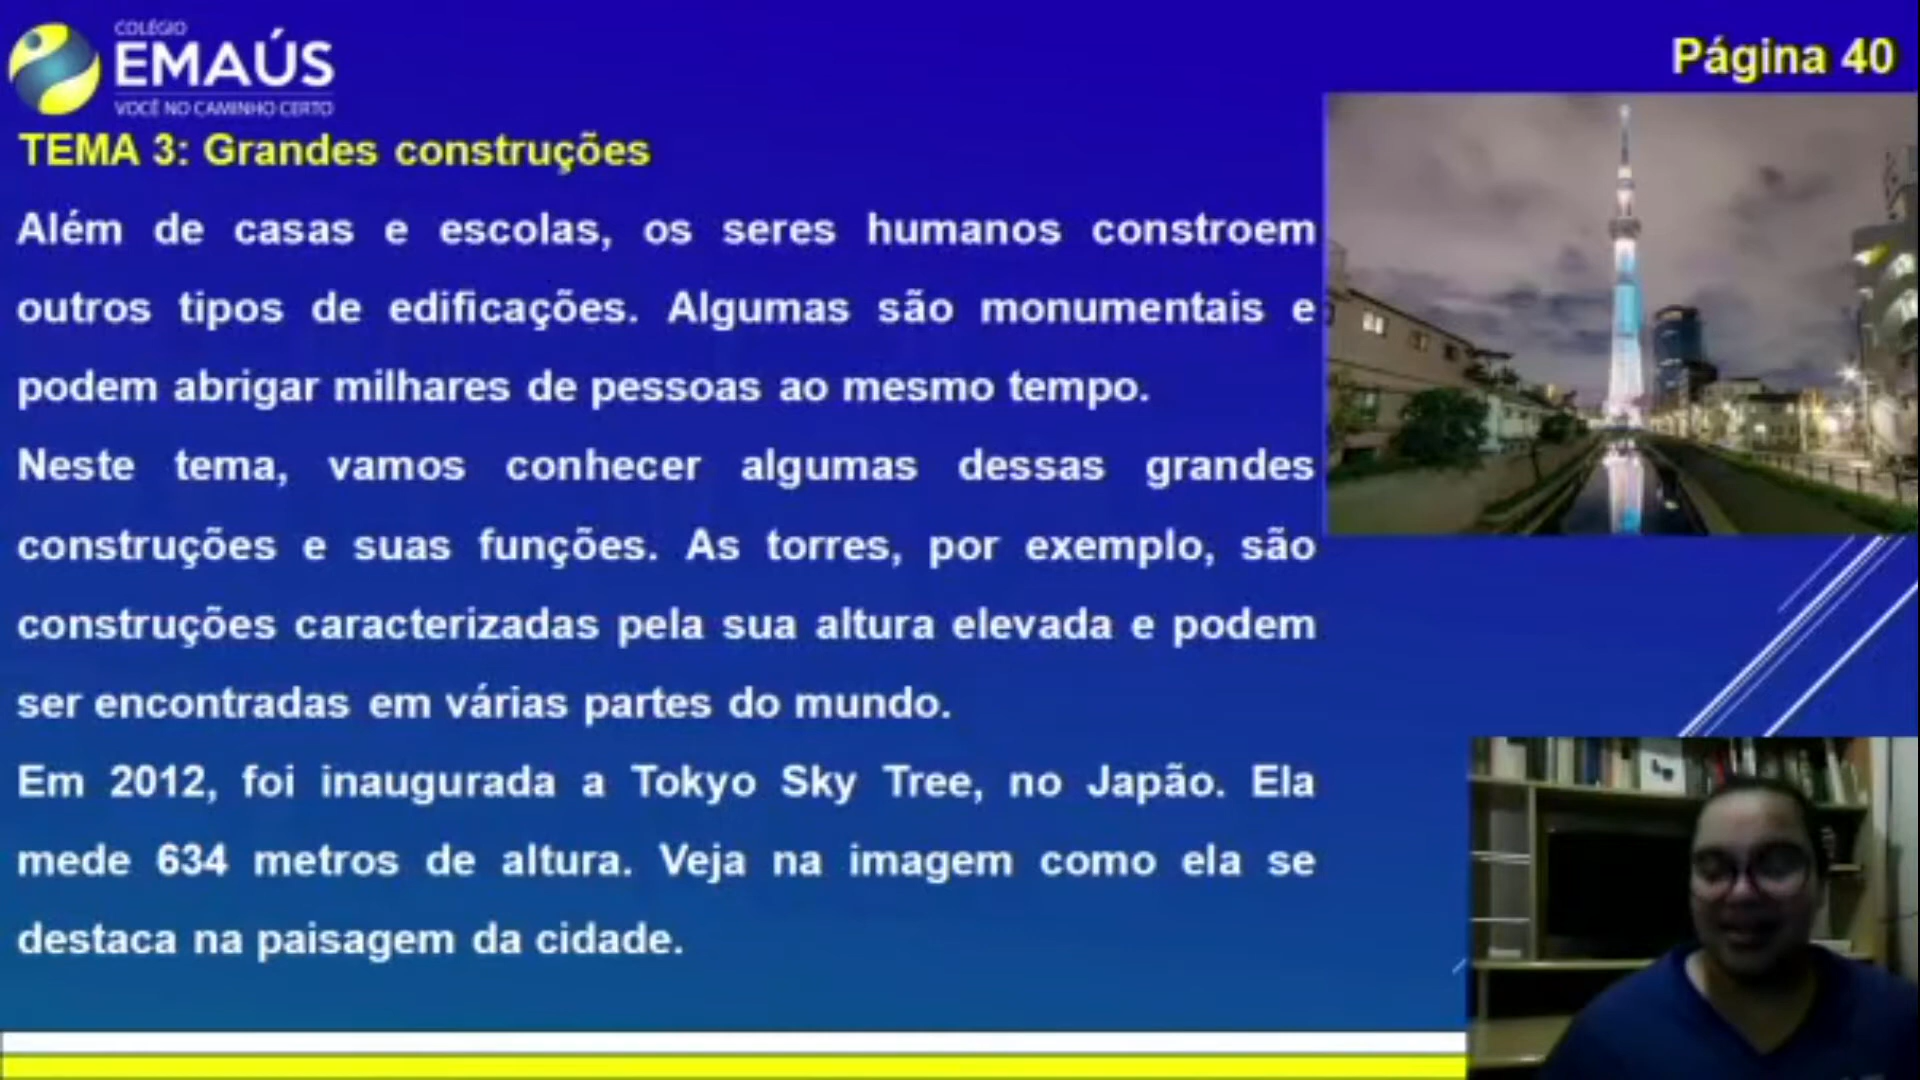 COLÉGIO
EMAÚS
VOCÊ NO CAMINHO CERTO
Página 40
TEMA 3: Grandes construções
Além de casas e escolas, os seres humanos constroem
outros tipos de edificações. Algumas são monumentais e
podem abrigar milhares de pessoas ao mesmo tempo.
Neste tema, vamos conhecer algumas dessas grandes
construções e suas funções. As torres, por exemplo, são
construções caracterizadas pela sua altura elevada e podem
ser encontradas em várias partes do mundo.
Em 2012, foi inaugurada a Tokyo Sky Tree, no Japão. Ela
mede 634 metros de altura. Veja na imagem como ela se
destaca na paisagem da cidade.